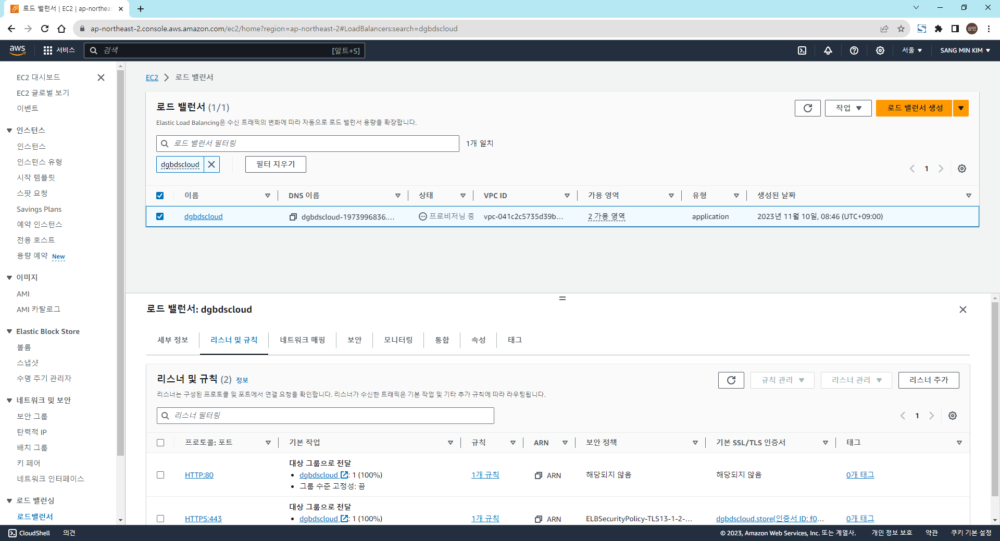 로드 밸런서 | EC2 | ap-northea
ap-northeast-2.console.aws.amazon.com/ec2/home?region=ap-northeast-2#LoadBalancers:search=dgbdscloud
상민
aws
서비스
검색
[알트+S]
서울
SANG MIN KIM
EC2 대시보드
EC2 글로벌 보기
이벤트
인스턴스
인스턴스
인스턴스 유형
시작 템플릿
스팟 요청
Savings Plans
예약 인스턴스
전용 호스트
용량 예약 New
이미지
AMI
AMI 카탈로그
Elastic Block Store
볼륨
스냅샷
수명 주기 관리자
네트워크 및 보안
보안 그룹
탄력적 IP
배치 그룹
키 페어
네트워크 인터페이스
로드 밸런싱
로드밸런서
EC2 > 로드 밸런서
로드 밸런서 (1/1)
작업
로드 밸런서 생성
Elastic Load Balancing은 수신 트래픽의 변화에 따라 자동으로 로드 밸런서 용량을 확장합니다.
로드 밸런서 필터링
1개 일치
dgbdscloud
필터 지우기
1
이름 DNS 이름 상태 VPC ID 가용 영역 유형 생성된 날짜
dgbdscloud dgbdscloud-1973996836.... 프로비저닝 중 vpc-041c2c5735d39b... 2 가용 영역 application 2023년 11월 10일, 08:46 (UTC+09:00)
로드 밸런서: dgbdscloud
세부 정보 리스너 및 규칙 네트워크 매핑 보안 모니터링 통합 속성 태그
리스너 및 규칙 (2) 정보
규칙 관리
리스너 관리
리스너 추가
리스너는 구성된 프로토콜 및 포트에서 연결 요청을 확인합니다. 리스너가 수신한 트래픽은 기본 작업 및 기타 추가 규칙에 따라 라우팅됩니다.
리스너 필터링
1
프로토콜: 포트 기본 작업 규칙 ARN 보안 정책 기본 SSL/TLS 인증서 태그
대상 그룹으로 전달
HTTP:80 • dgbdscloud : 1 (100%) 1개 규칙 ARN 해당되지 않음 해당되지 않음 0개 태그
• 그룹 수준 고정성: 끔
대상 그룹으로 전달
HTTPS:443 • dgbdscloud : 1 (100%) 1개 규칙 ARN ELBSecurityPolicy-TLS13-1-2-... dgbdscloud.store(인증서 ID: f0... 0개 태그
CloudShell
의견
© 2023, Amazon Web Services, Inc. 또는 계열사.
개인 정보 보호
약관
쿠키 기본 설정